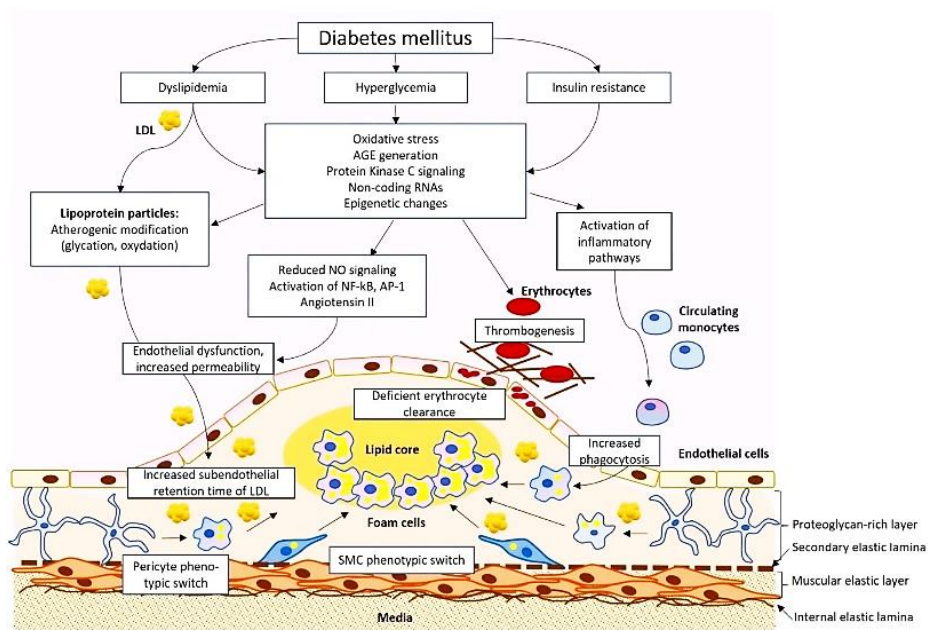 Diabetes mellitus
Dyslipidemia
Hyperglycemia
Insulin resistance
LDL
Oxidative stress
AGE generation
Protein Kinase C signaling
Non-coding RNAs
Epigenetic changes
Lipoprotein particles:
Atherogenic modification
(glycation, oxydation)
Activation of
inflammatory
pathways
Reduced NO signaling
Activation of NF-kB, AP-1
Angiotensin II
Erythrocytes
Circulating
monocytes
Thrombogenesis
Endothelial dysfunction,
increased permeability
Deficient erythrocyte
clearance
Lipid core
Increased
phagocytosis
Endothelial cells
Increased subendothelial
retention time of LDL
Foam cells
Proteoglycan-rich layer
Secondary elastic lamina
Pericyte pheno-
typic switch
SMC phenotypic switch
Muscular elastic layer
Media
Internal elastic lamina